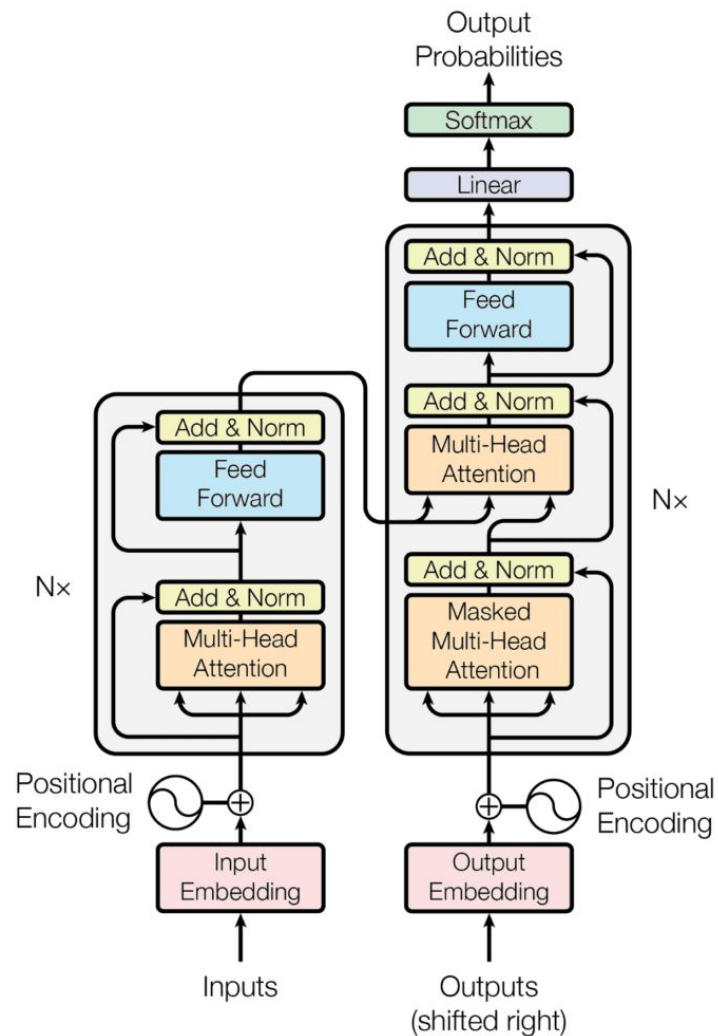 Output
Probabilities
Softmax
Linear
Add & Norm
Feed
Forward
Add & Norm
Multi-Head
Attention
Add & Norm
Masked
Multi-Head
Attention
Nx
Add & Norm
Feed
Forward
Add & Norm
Multi-Head
Attention
Nx
Positional
Encoding
Positional
Encoding
Input
Embedding
Output
Embedding
Inputs
Outputs
(shifted right)